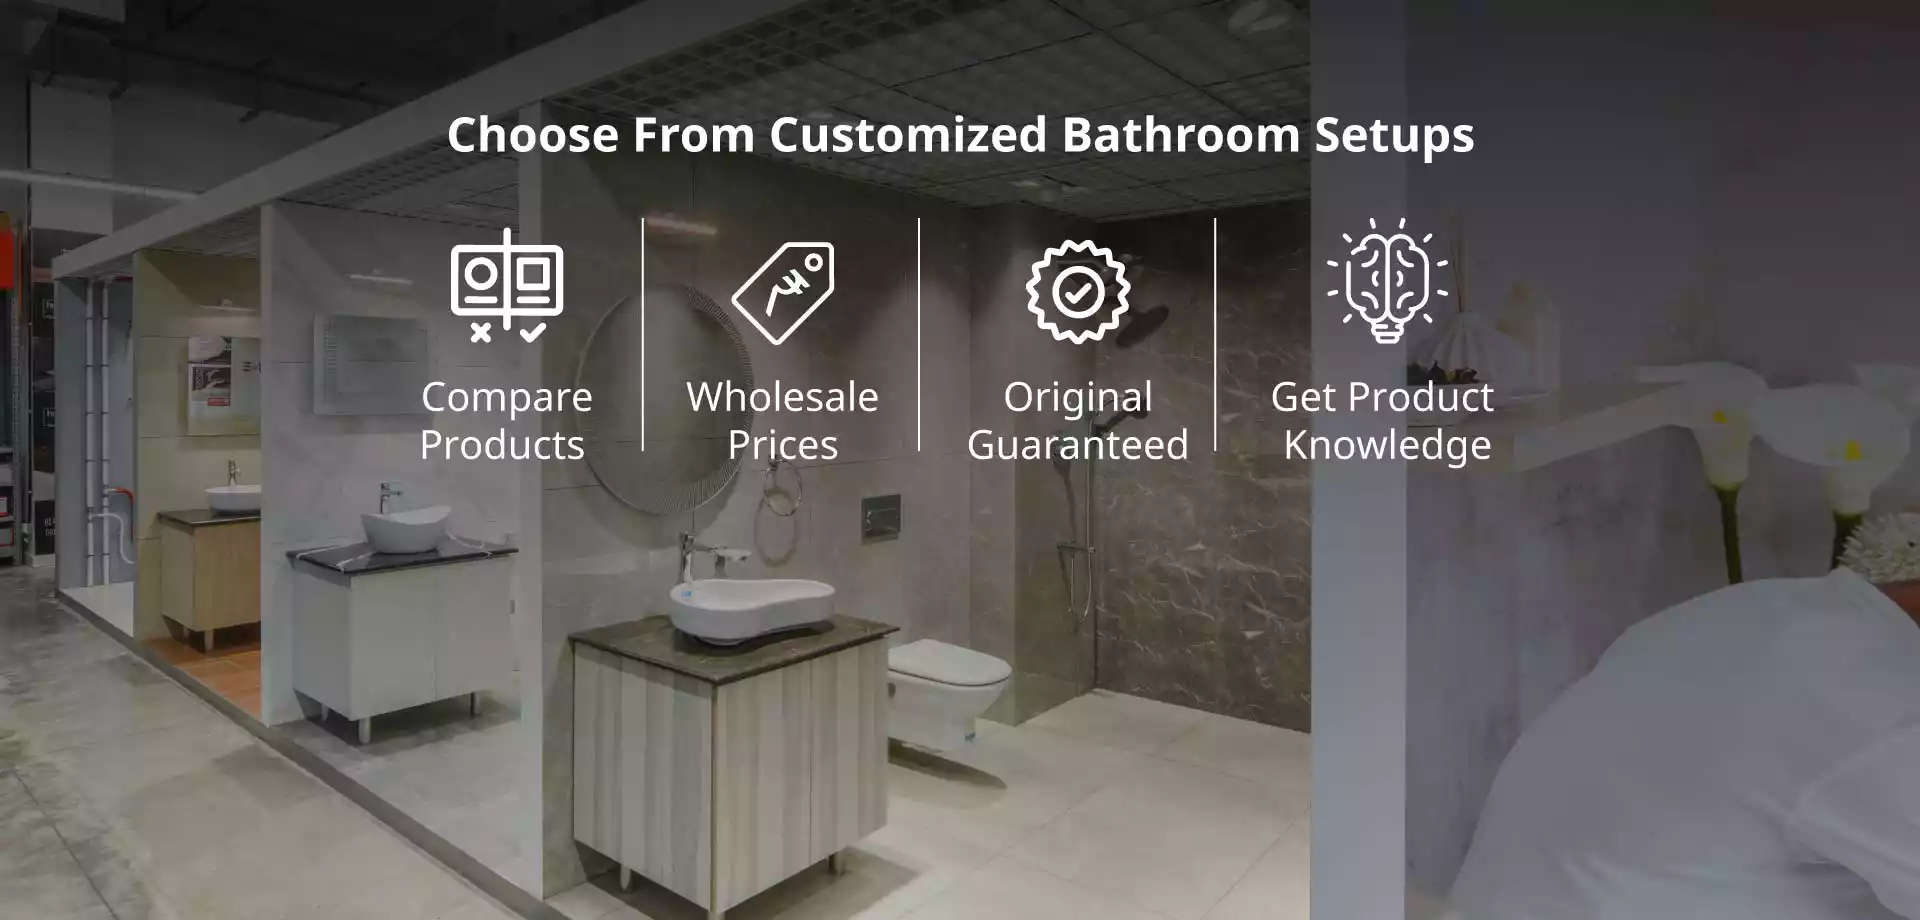 Choose From Customized Bathroom Setups
Compare
Products
Wholesale
Prices
Original
Guaranteed
Get Product
Knowledge